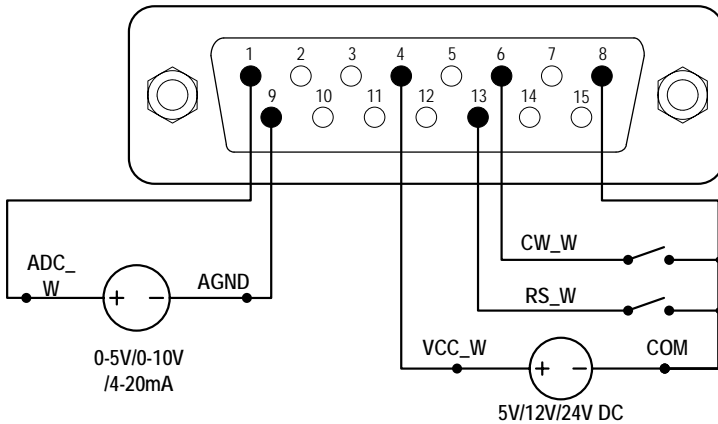 1 2 3 4 5 6 7 8
9 10 11 12 13 14 15
CW_W
ADC_
W
AGND
RS_W
+ −
0-5V/0-10V
/4-20mA
VCC_W
COM
+ −
5V/12V/24V DC